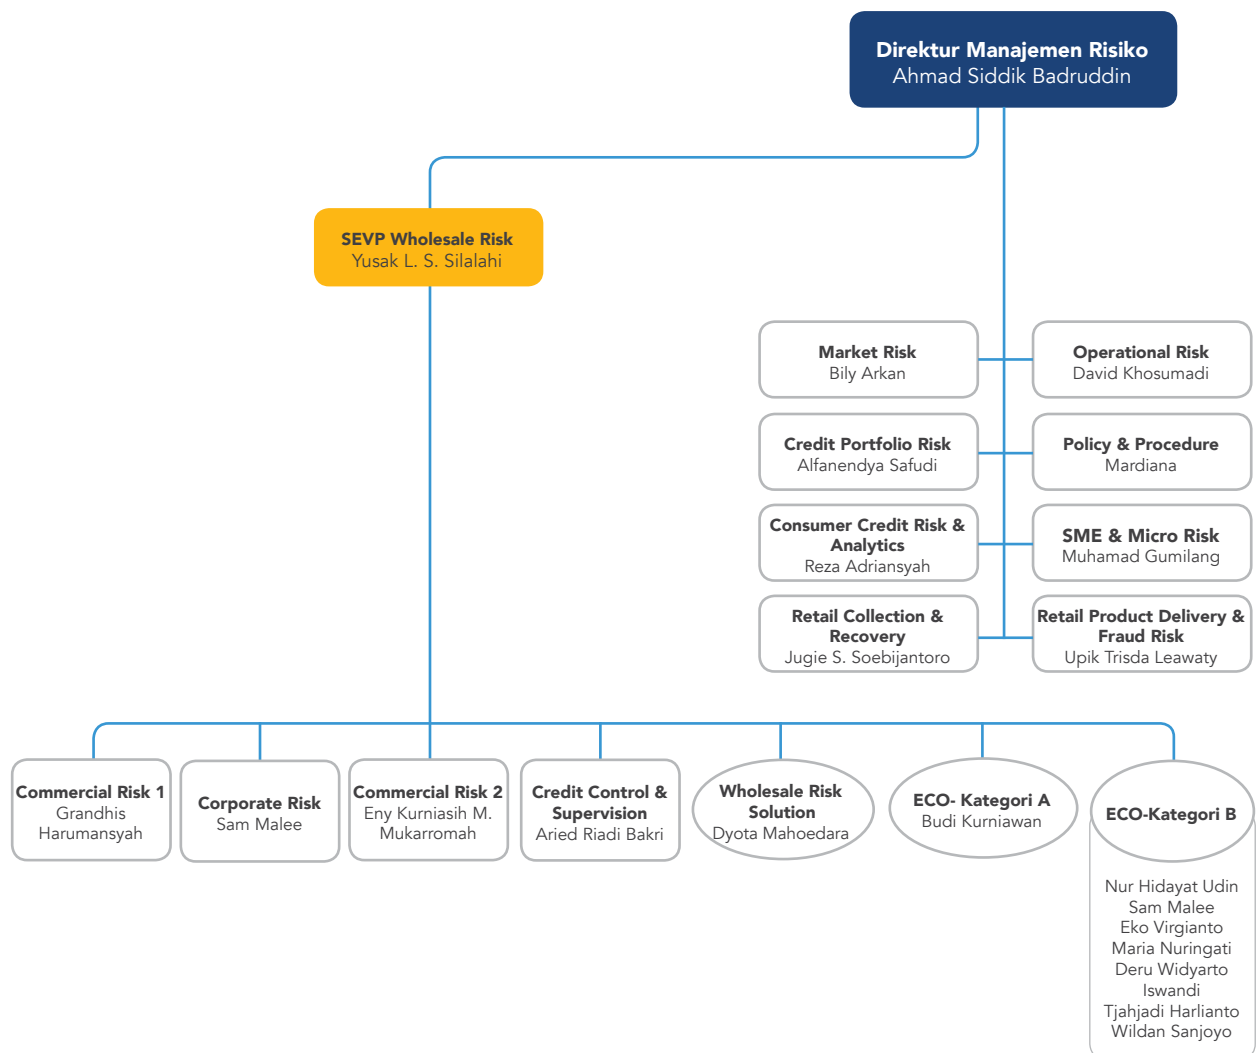 Direktur Manajemen Risiko
Ahmad Siddik Badruddin
SEVP Wholesale Risk
Yusak L. S. Silalahi
Market Risk
Bily Arkan
Operational Risk
David Khosumadi
Credit Portfolio Risk
Alfanendya Safudi
Policy & Procedure
Mardiana
Consumer Credit Risk &
Analytics
Reza Adriansyah
SME & Micro Risk
Muhamad Gumilang
Retail Collection &
Recovery
Jugie S. Soebijantoro
Retail Product Delivery &
Fraud Risk
Upik Trisda Leawaty
Commercial Risk 1
Grandhis
Harumansyah
Corporate Risk
Sam Malee
Commercial Risk 2
Eny Kurniasih M.
Mukarromah
Credit Control &
Supervision
Aried Riadi Bakri
Wholesale Risk
Solution
Dyota Mahoedara
ECO- Kategori A
Budi Kurniawan
ECO-Kategori B
Nur Hidayat Udin
Sam Malee
Eko Virgianto
Maria Nuringati
Deru Widyarto
Iswandi
Tjahjadi Harlianto
Wildan Sanjoyo